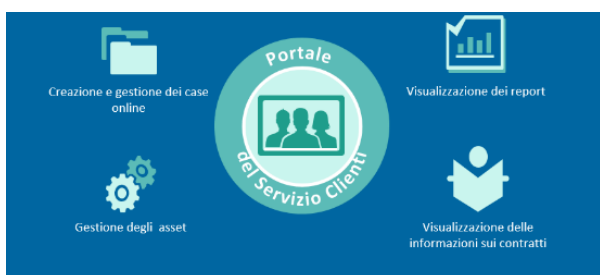 Portale
del Servizio Clienti
Creazione e gestione dei case
online
Visualizzazione dei report
Gestione degli asset
Visualizzazione delle
informazioni sui contratti